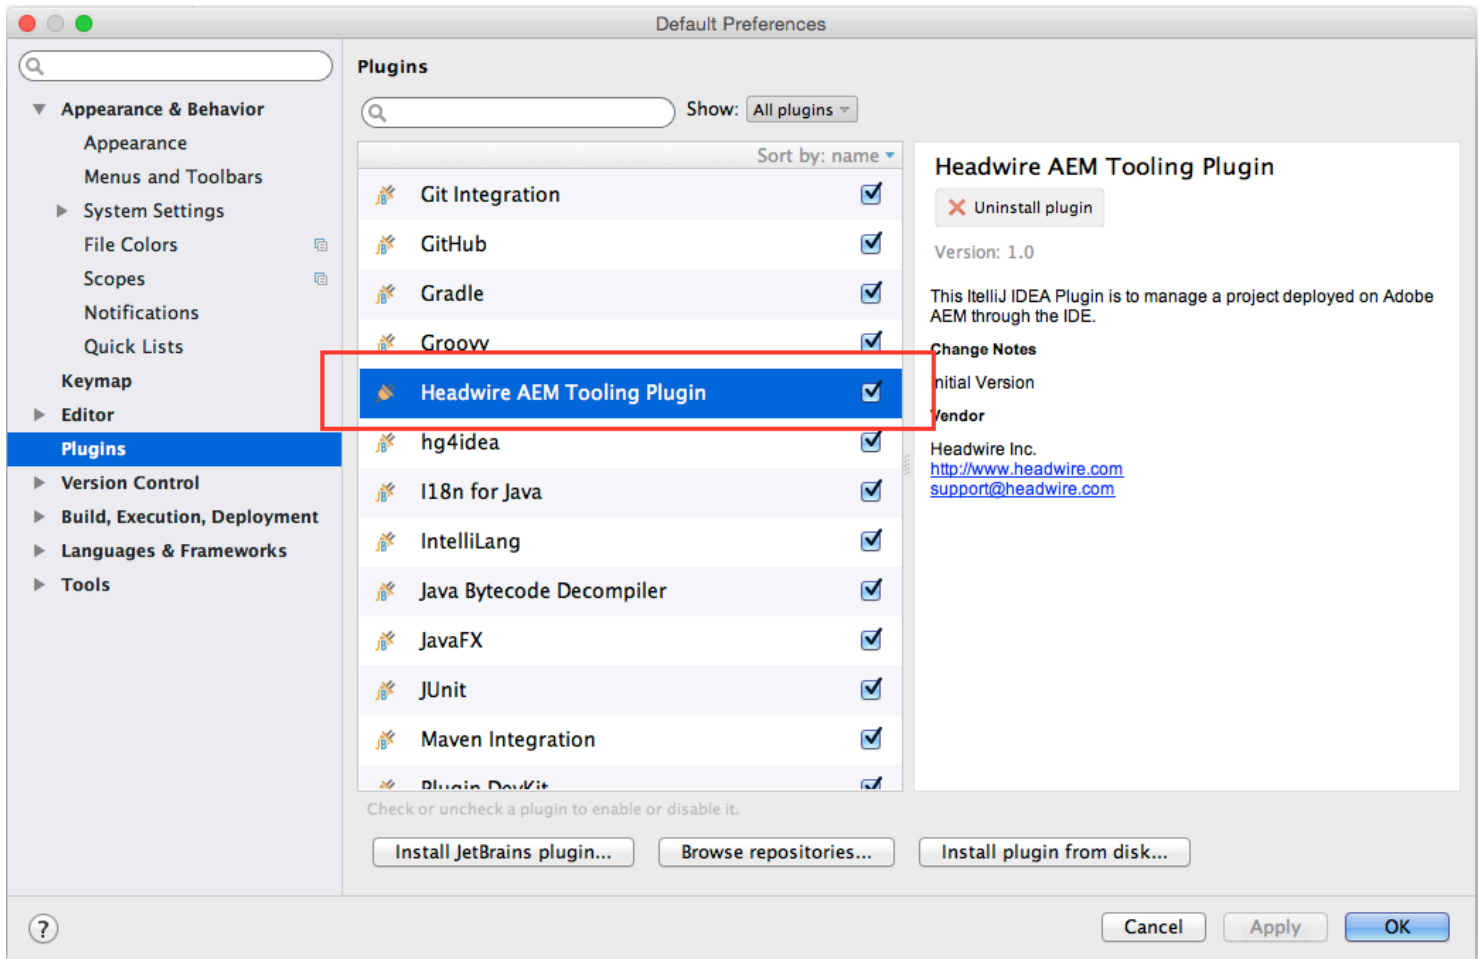 Default Preferences
Appearance & Behavior
Appearance
Menus and Toolbars
System Settings
File Colors
Scopes
Notifications
Quick Lists
Keymap
Editor
Plugins
Version Control
Build, Execution, Deployment
Languages & Frameworks
Tools
Plugins
Show: All plugins
Sort by: name
Git Integration
GitHub
Gradle
Groovy
Headwire AEM Tooling Plugin
hg4idea
I18n for Java
IntelliLang
Java Bytecode Decompiler
JavaFX
JUnit
Maven Integration
Plugin DevKit
Check or uncheck a plugin to enable or disable it.
Install JetBrains plugin...
Browse repositories...
Install plugin from disk...
Headwire AEM Tooling Plugin
Uninstall plugin
Version: 1.0
This ItelliJ IDEA Plugin is to manage a project deployed on Adobe
AEM through the IDE.
Change Notes
Initial Version
Vendor
Headwire Inc.
http://www.headwire.com
support@headwire.com
?
Cancel
Apply
OK